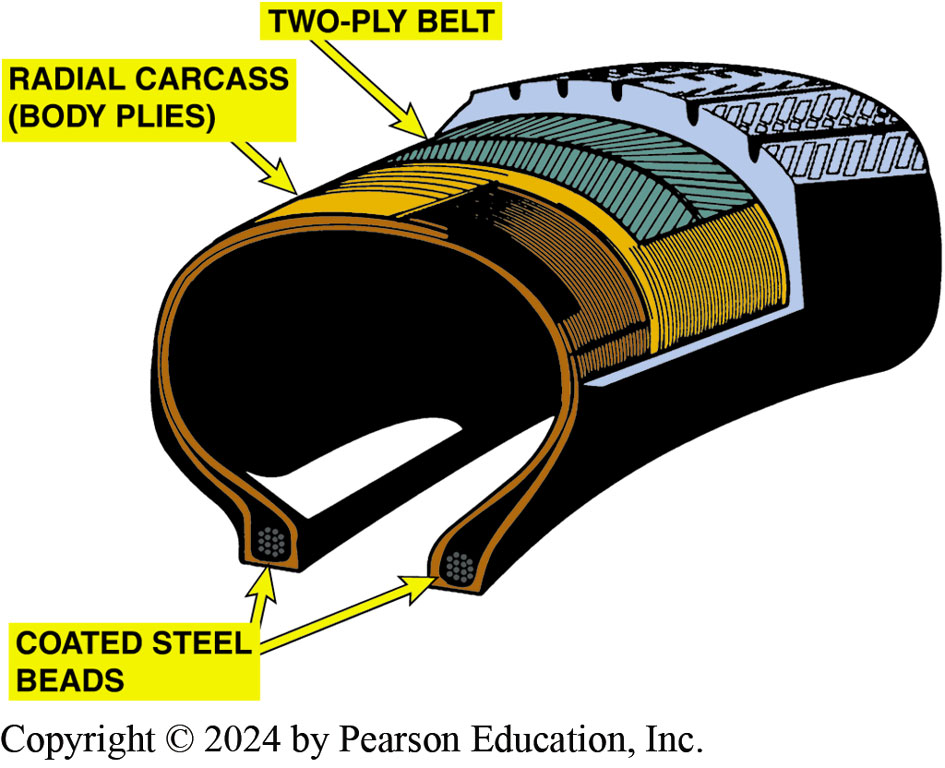 TWO-PLY BELT
RADIAL CARCASS
(BODY PLIES)
COATED STEEL
BEADS
Copyright © 2024 by Pearson Education, Inc.